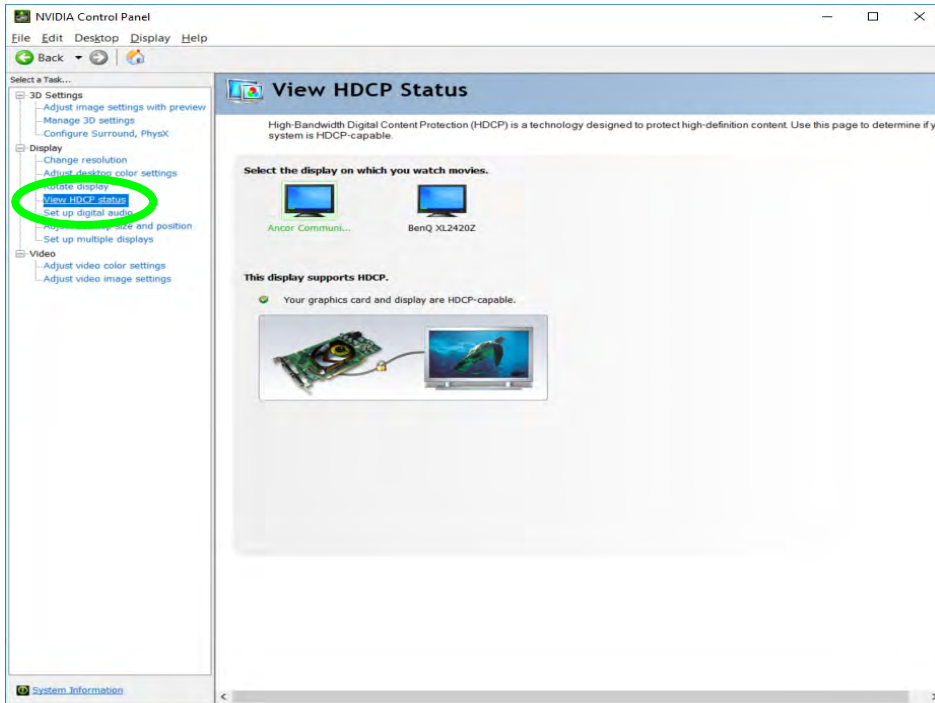 NVIDIA Control Panel
File Edit Desktop Display Help
Back
Select a Task...
3D Settings
Adjust image settings with preview
Manage 3D settings
Configure Surround, PhysX
Display
Change resolution
Adjust desktop color settings
Rotate display
View HDCP status
Set up digital audio
Adjust desktop size and position
Set up multiple displays
Video
Adjust video color settings
Adjust video image settings
System Information
View HDCP Status
High-Bandwidth Digital Content Protection (HDCP) is a technology designed to protect high-definition content. Use this page to determine if y
system is HDCP-capable.
Select the display on which you watch movies.
Ancor Communi... BenQ XL2420Z
This display supports HDCP.
Your graphics card and display are HDCP-capable.